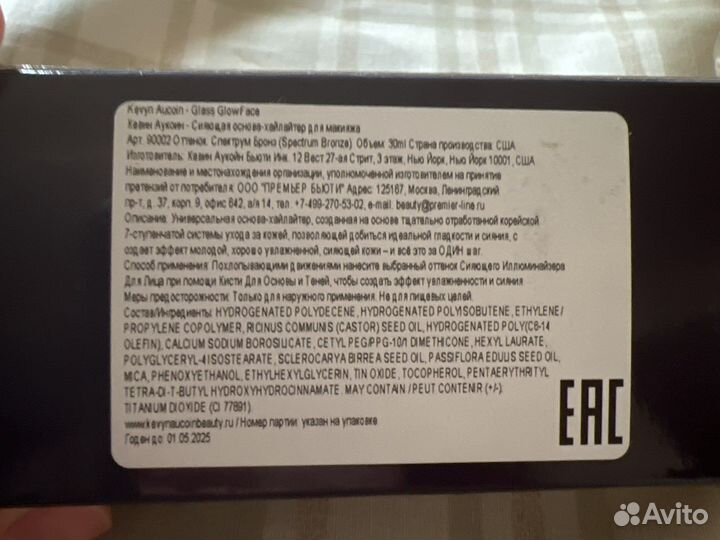 Kevyn Aucoin - Glass GlowFace
Кевин Аукоин - Сияющая основа-хайлайтер для макияжа
Арт. 90002 Оттенок: Спектрум Бронз (Spectrum Bronze) Объем: 30ml Страна производства: США
Изготовитель: Кевин Аукойн Бьюти Инк. 12 Вест 27-ая Стрит, 3 этаж, Нью Йорк, Нью Йорк 10001, США
Наименование и местонахождения организации, уполномоченной изготовителем на принятие
претензий от потребителя: ООО "ПРЕМЬЕР БЬЮТИ" Адрес: 125167, Москва, Ленинградский
пр-т, д. 37, корп. 9, офис 642, а/я 14, тел. +7-499-270-53-02, e-mail: beauty@premier-line.ru
Описание: Универсальная основа-хайлайтер, созданная на основе тщательно отработанной корейской
7-ступенчатой системы ухода за кожей, позволяющей добиться идеальной гладкости и сияния, с
оздает эффект молодой, хорошо увлажненной, сияющей кожи – и всё это за ОДИН шаг.
Способ применения: Похлопывающими движениями нанесите выбранный оттенок Сияющего Иллюминайзера
Для Лица при помощи Кисти Для Основы и Теней, чтобы создать эффект увлажненности и сияния
Меры предосторожности: Только для наружного применения. Не для пищевых целей.
Состав/Ингредиенты: HYDROGENATED POLYDECENE, HYDROGENATED POLYISOBUTENE, ETHYLENE/
PROPYLENE COPOLYMER, RICINUS COMMUNIS (CASTOR) SEED OIL, HYDROGENATED POLY(C6-14
OLEFIN), CALCIUM SODIUM BOROSILICATE, CETYL PEG/PPG-10/1 DIMETHICONE, HEXYL LAURATE,
POLYGLYCERYL-4 ISOSTEARATE, SCLEROCARYA BIRREA SEED OIL, PASSIFLORA EDULIS SEED OIL,
MICA, PHENOXYETHANOL, ETHYLHEXYLGLYCERIN, TIN OXIDE, TOCOPHEROL, PENTAERYTHRITYL
TETRA-DI-T-BUTYL HYDROXYHYDROCINNAMATE. MAY CONTAIN / PEUT CONTENIR (+/-):
TITANIUM DIOXIDE (CI 77891).
www.kevynaucoinbeauty.ru / Номер партии: указан на упаковке
Годен до: 01.05.2025
EAC
Avito